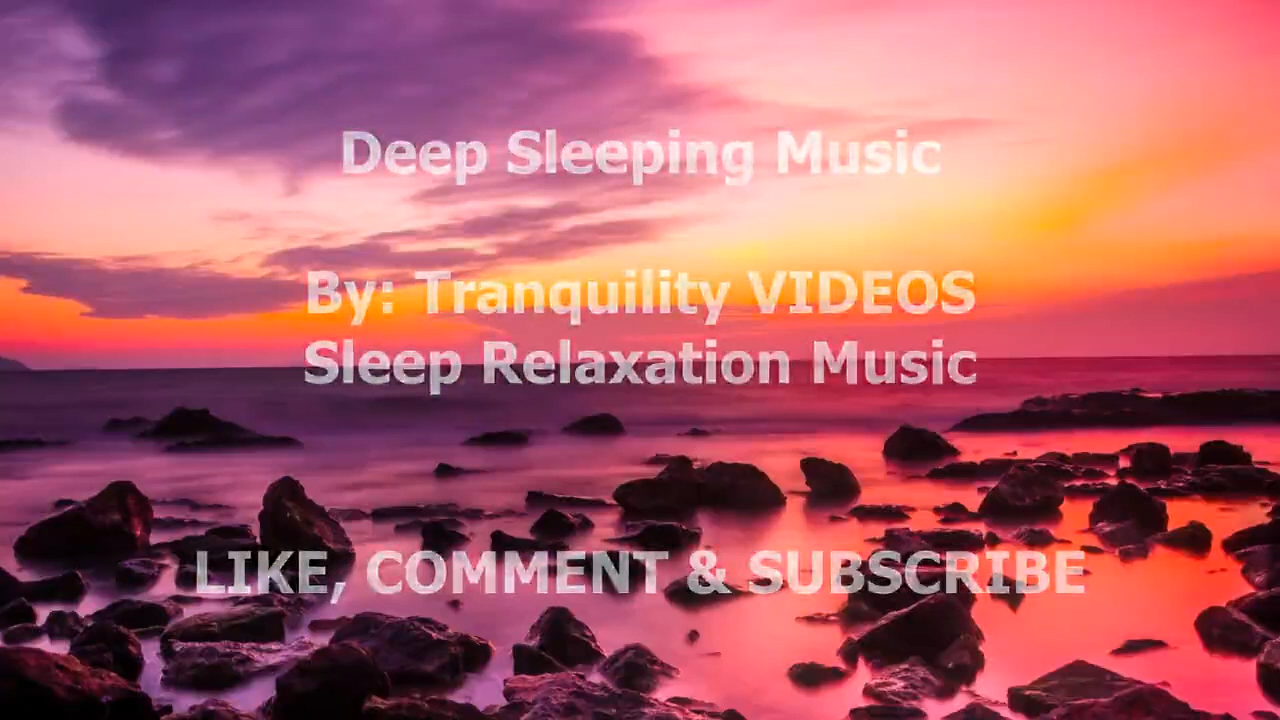 Deep Sleeping Music
By: Tranquility VIDEOS
Sleep Relaxation Music
LIKE, COMMENT & SUBSCRIBE